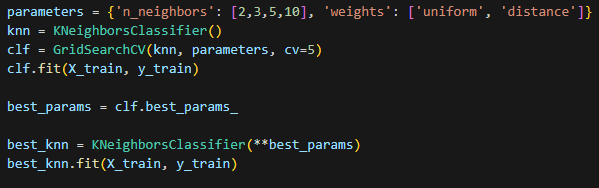 parameters = {'n_neighbors': [2,3,5,10], 'weights': ['uniform', 'distance']}
knn = KNeighborsClassifier()
clf = GridSearchCV(knn, parameters, cv=5)
clf.fit(X_train, y_train)
best_params = clf.best_params_
best_knn = KNeighborsClassifier(**best_params)
best_knn.fit(X_train, y_train)